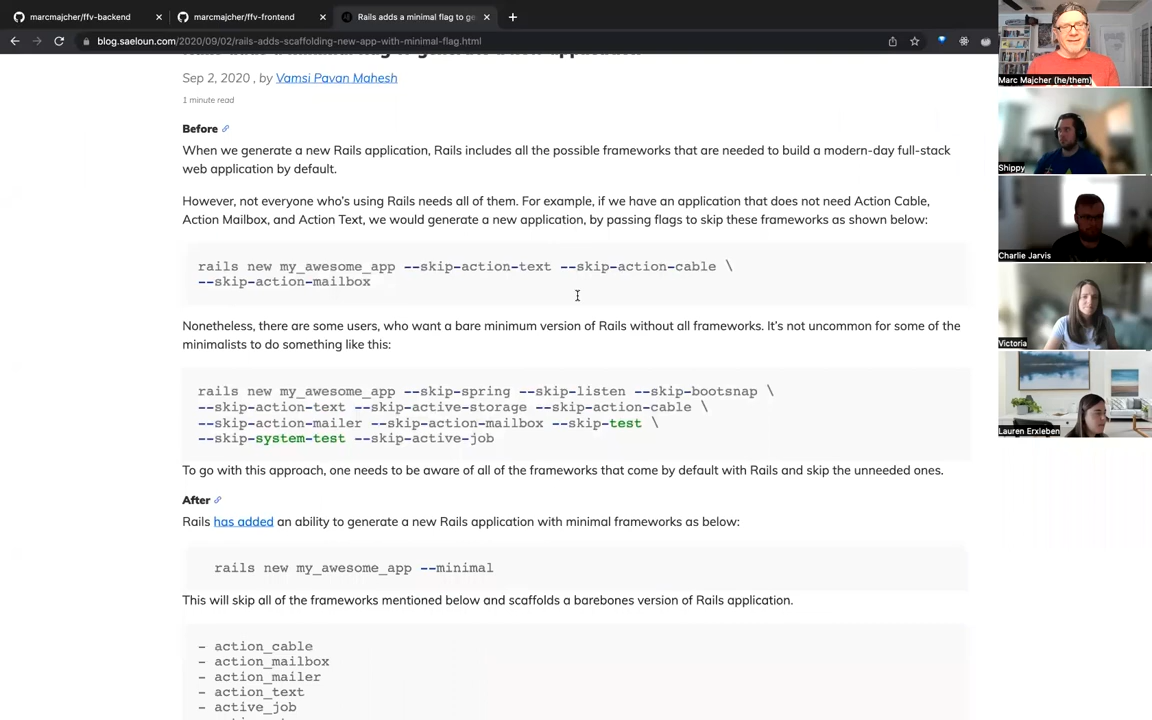 marcmajcher/ffv-backend
marcmajcher/ffv-frontend
Rails adds a minimal flag to ge
blog.saeloun.com/2020/09/02/rails-adds-scaffolding-new-app-with-minimal-flag.html
Sep 2, 2020 , by Vamsi Pavan Mahesh
1 minute read
Before
When we generate a new Rails application, Rails includes all the possible frameworks that are needed to build a modern-day full-stack
web application by default.
However, not everyone who's using Rails needs all of them. For example, if we have an application that does not need Action Cable,
Action Mailbox, and Action Text, we would generate a new application, by passing flags to skip these frameworks as shown below:
rails new my_awesome_app --skip-action-text --skip-action-cable \
--skip-action-mailbox
Nonetheless, there are some users, who want a bare minimum version of Rails without all frameworks. It's not uncommon for some of the
minimalists to do something like this:
rails new my_awesome_app --skip-spring --skip-listen --skip-bootsnap \
--skip-action-text --skip-active-storage --skip-action-cable \
--skip-action-mailer --skip-action-mailbox --skip-test \
--skip-system-test --skip-active-job
To go with this approach, one needs to be aware of all of the frameworks that come by default with Rails and skip the unneeded ones.
After
Rails has added an ability to generate a new Rails application with minimal frameworks as below:
rails new my_awesome_app --minimal
This will skip all of the frameworks mentioned below and scaffolds a barebones version of Rails application.
- action_cable
- action_mailbox
- action_mailer
- action_text
- active_job
Marc Majcher (he/them)
Shippy
Charlie Jarvis
Victoria
Lauren Erxleben